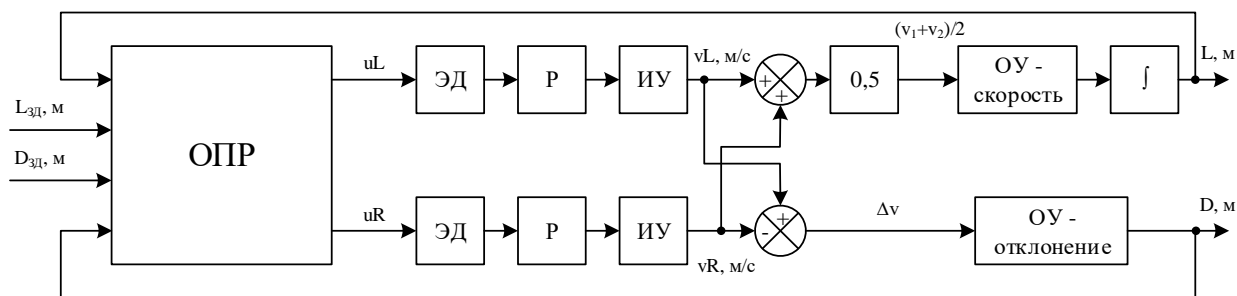 (v₁+v₂)/2
uL
vL, м/с
L, м
ЭД
Р
ИУ
+
+
0,5
ОУ -
скорость
∫
LЗД, м
DЗД, м
ОПР
uR
Δv
D, м
ЭД
Р
ИУ
+
-
ОУ -
отклонение
vR, м/с